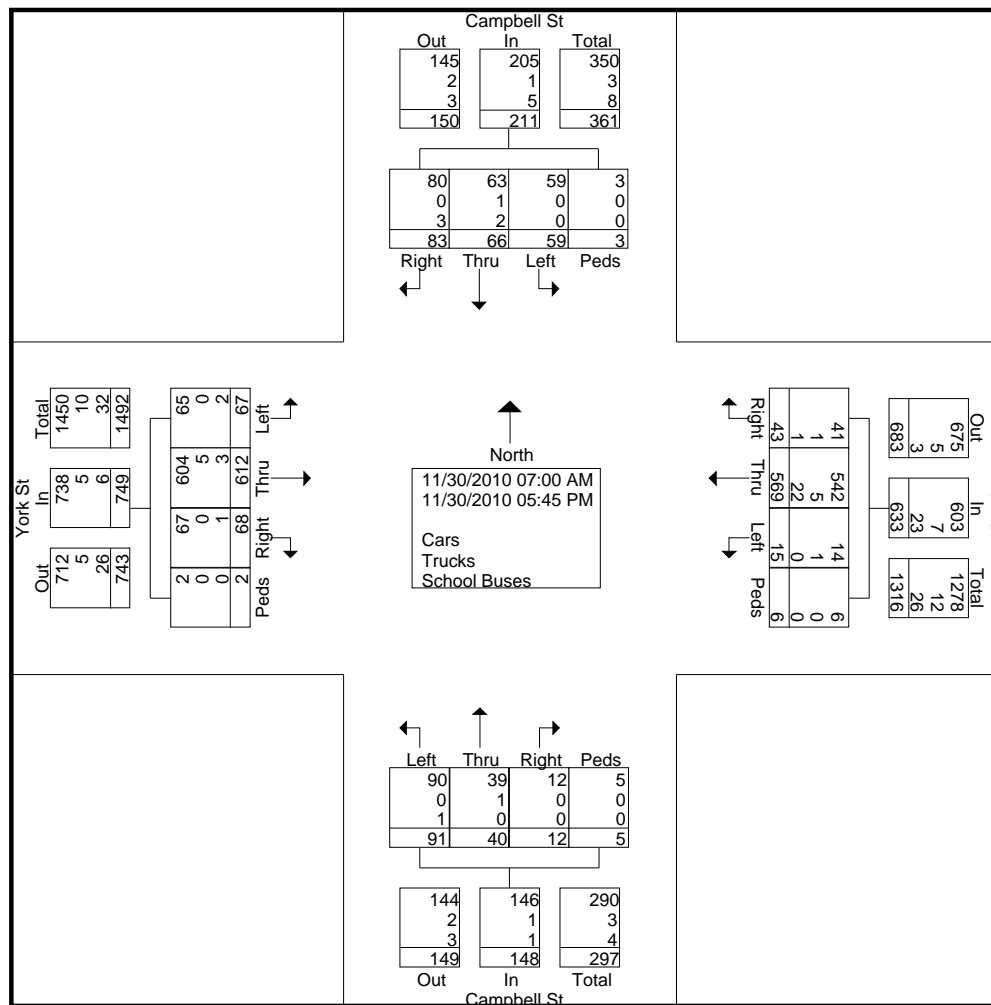 Campbell St
Out In Total
145 205 350
2 1 3
3 5 8
150 211 361
80 63 59 3
0 1 0 0
3 2 0 0
83 66 59 3
Right Thru Left Peds
York St
Total In Out
1450 738 712
10 5 5
32 6 26
1492 749 743
65 604 67 2
0 5 0 0
2 3 1 0
67 612 68 2
Left Thru Right Peds
North
11/30/2010 07:00 AM
11/30/2010 05:45 PM
Cars
Trucks
School Buses
Right Thru Left Peds
41 542 14 6
1 5 1 0
1 22 0 0
43 569 15 6
Out In Total
675 603 1278
5 7 12
3 23 26
683 633 1316
Left Thru Right Peds
90 39 12 5
0 1 0 0
1 0 0 0
91 40 12 5
144 146 290
2 1 3
3 1 4
149 148 297
Out In Total
Campbell St